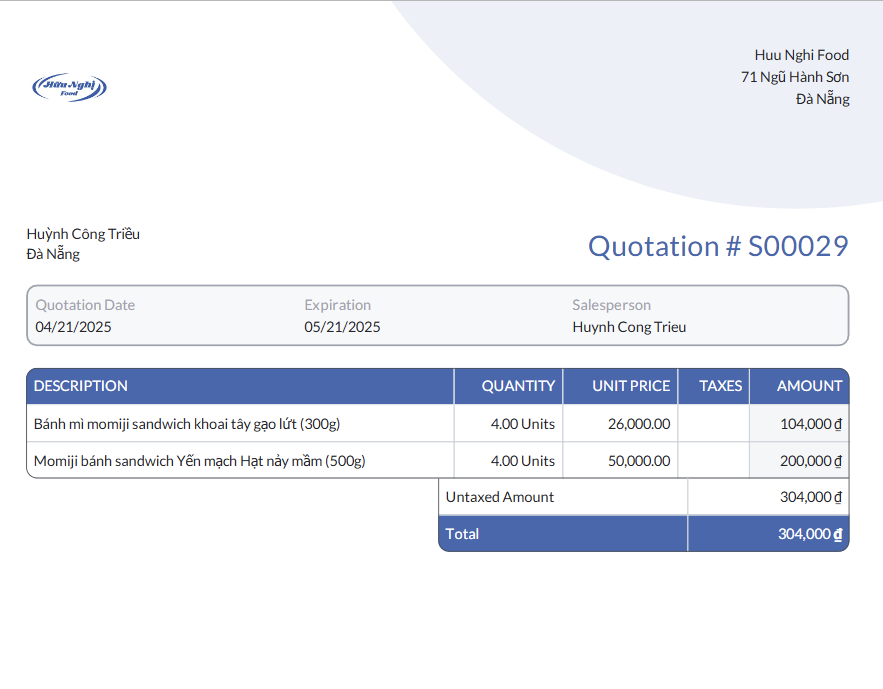 Hữu Nghị
Food
Huu Nghi Food
71 Ngũ Hành Sơn
Đà Nẵng
Huỳnh Công Triều
Đà Nẵng
Quotation # S00029
Quotation Date Expiration Salesperson
04/21/2025 05/21/2025 Huynh Cong Trieu
DESCRIPTION QUANTITY UNIT PRICE TAXES AMOUNT
Bánh mì momiji sandwich khoai tây gạo lứt (300g) 4.00 Units 26,000.00 104,000 ₫
Momiji bánh sandwich Yến mạch Hạt nảy mầm (500g) 4.00 Units 50,000.00 200,000 ₫
Untaxed Amount 304,000 ₫
Total 304,000 ₫